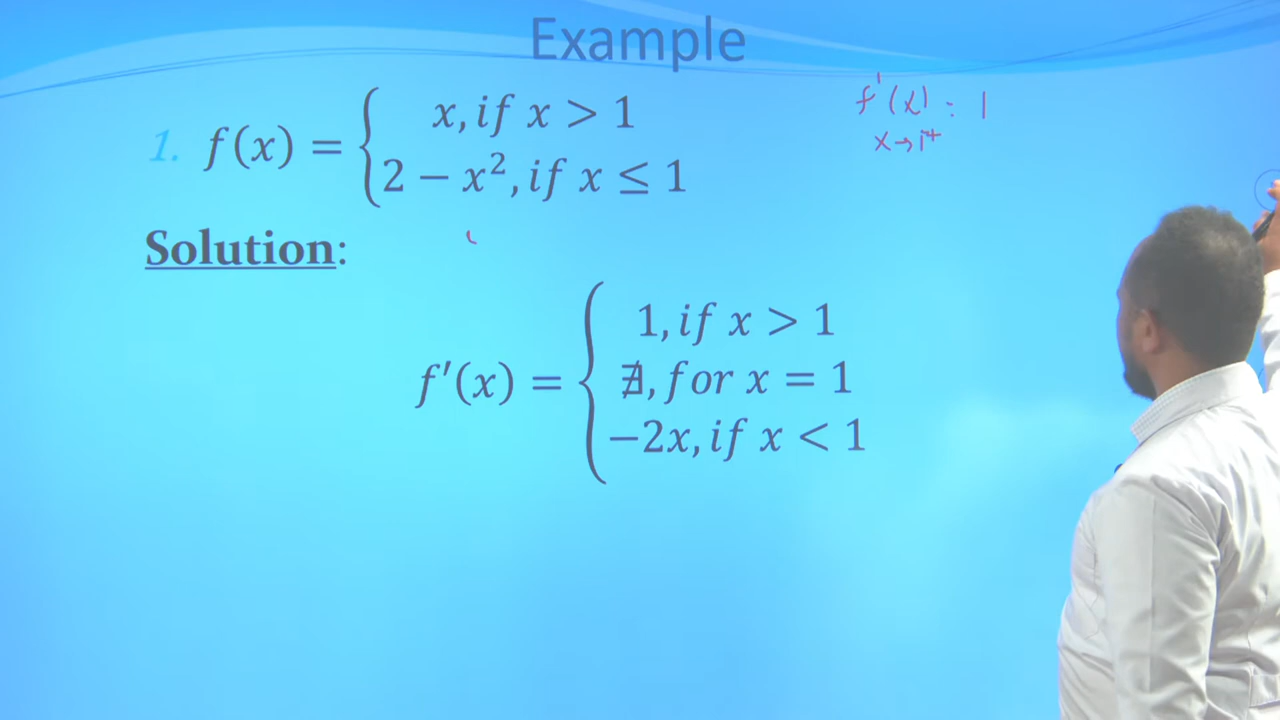 Example
1. f(x) = { x, if x > 1
2 − x², if x ≤ 1
f'(x) : 1
x→1⁺
Solution:
f'(x) = { 1, if x > 1
∄, for x = 1
−2x, if x < 1